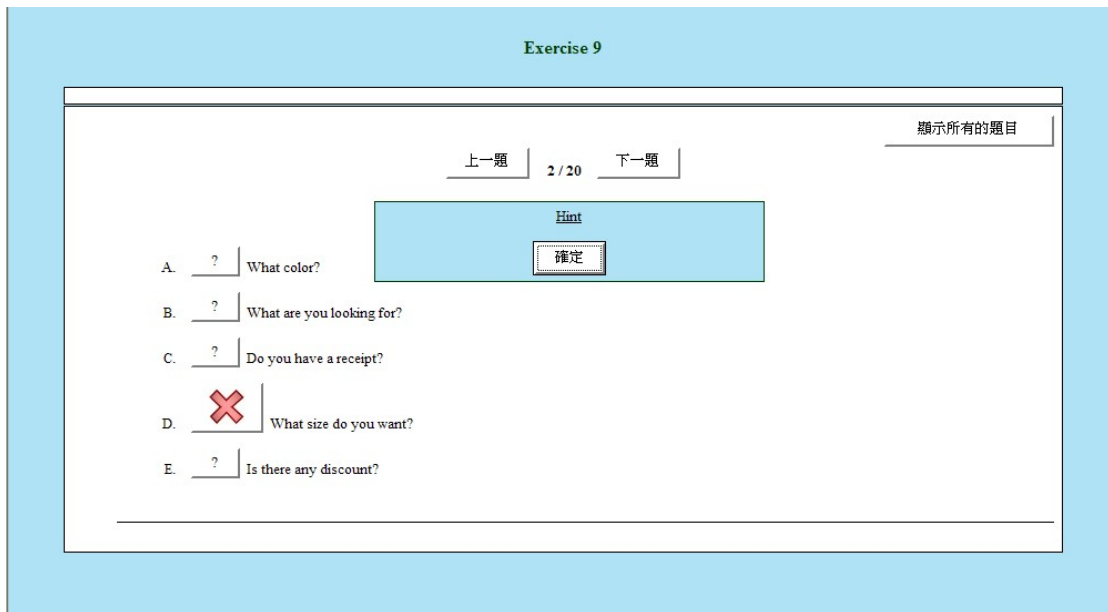 Exercise 9
顯示所有的題目
上一題 2 / 20 下一題
Hint
確定
A. ? What color?
B. ? What are you looking for?
C. ? Do you have a receipt?
D. What size do you want?
E. ? Is there any discount?